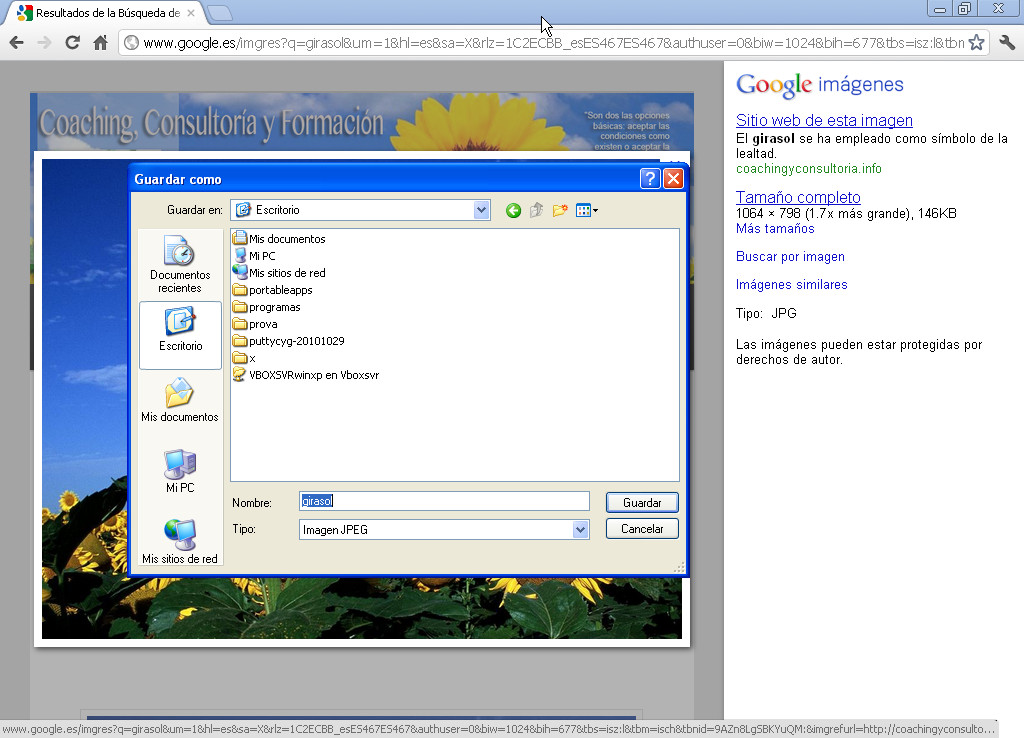 Resultados de la Búsqueda de
www.google.es/imgres?q=girasol&um=1&hl=es&sa=X&rlz=1C2ECBB_esES467ES467&authuser=0&biw=1024&bih=677&tbs=isz:l&tbn
Coaching, Consultoría y Formación
"Son dos las opciones
básicas: aceptar las
condiciones como
existen o aceptar la
Guardar como
Guardar en:
Escritorio
Documentos
recientes
Escritorio
Mis documentos
Mi PC
Mis sitios de red
Mis documentos
Mi PC
Mis sitios de red
portableapps
programas
prova
puttycyg-20101029
x
VBOXSVRwinxp en Vboxsvr
Nombre:
girasol
Guardar
Tipo:
Imagen JPEG
Cancelar
Google imágenes
Sitio web de esta imagen
El girasol se ha empleado como símbolo de la
lealtad.
coachingyconsultoria.info
Tamaño completo
1064 × 798 (1.7x más grande), 146KB
Más tamaños
Buscar por imagen
Imágenes similares
Tipo: JPG
Las imágenes pueden estar protegidas por
derechos de autor.
www.google.es/imgres?q=girasol&um=1&hl=es&sa=X&rlz=1C2ECBB_esES467ES467&authuser=0&biw=1024&bih=677&tbs=isz:l&tbm=isch&tbnid=9AZn8LgSBKYuQM:&imgrefurl=http://coachingyconsulto...